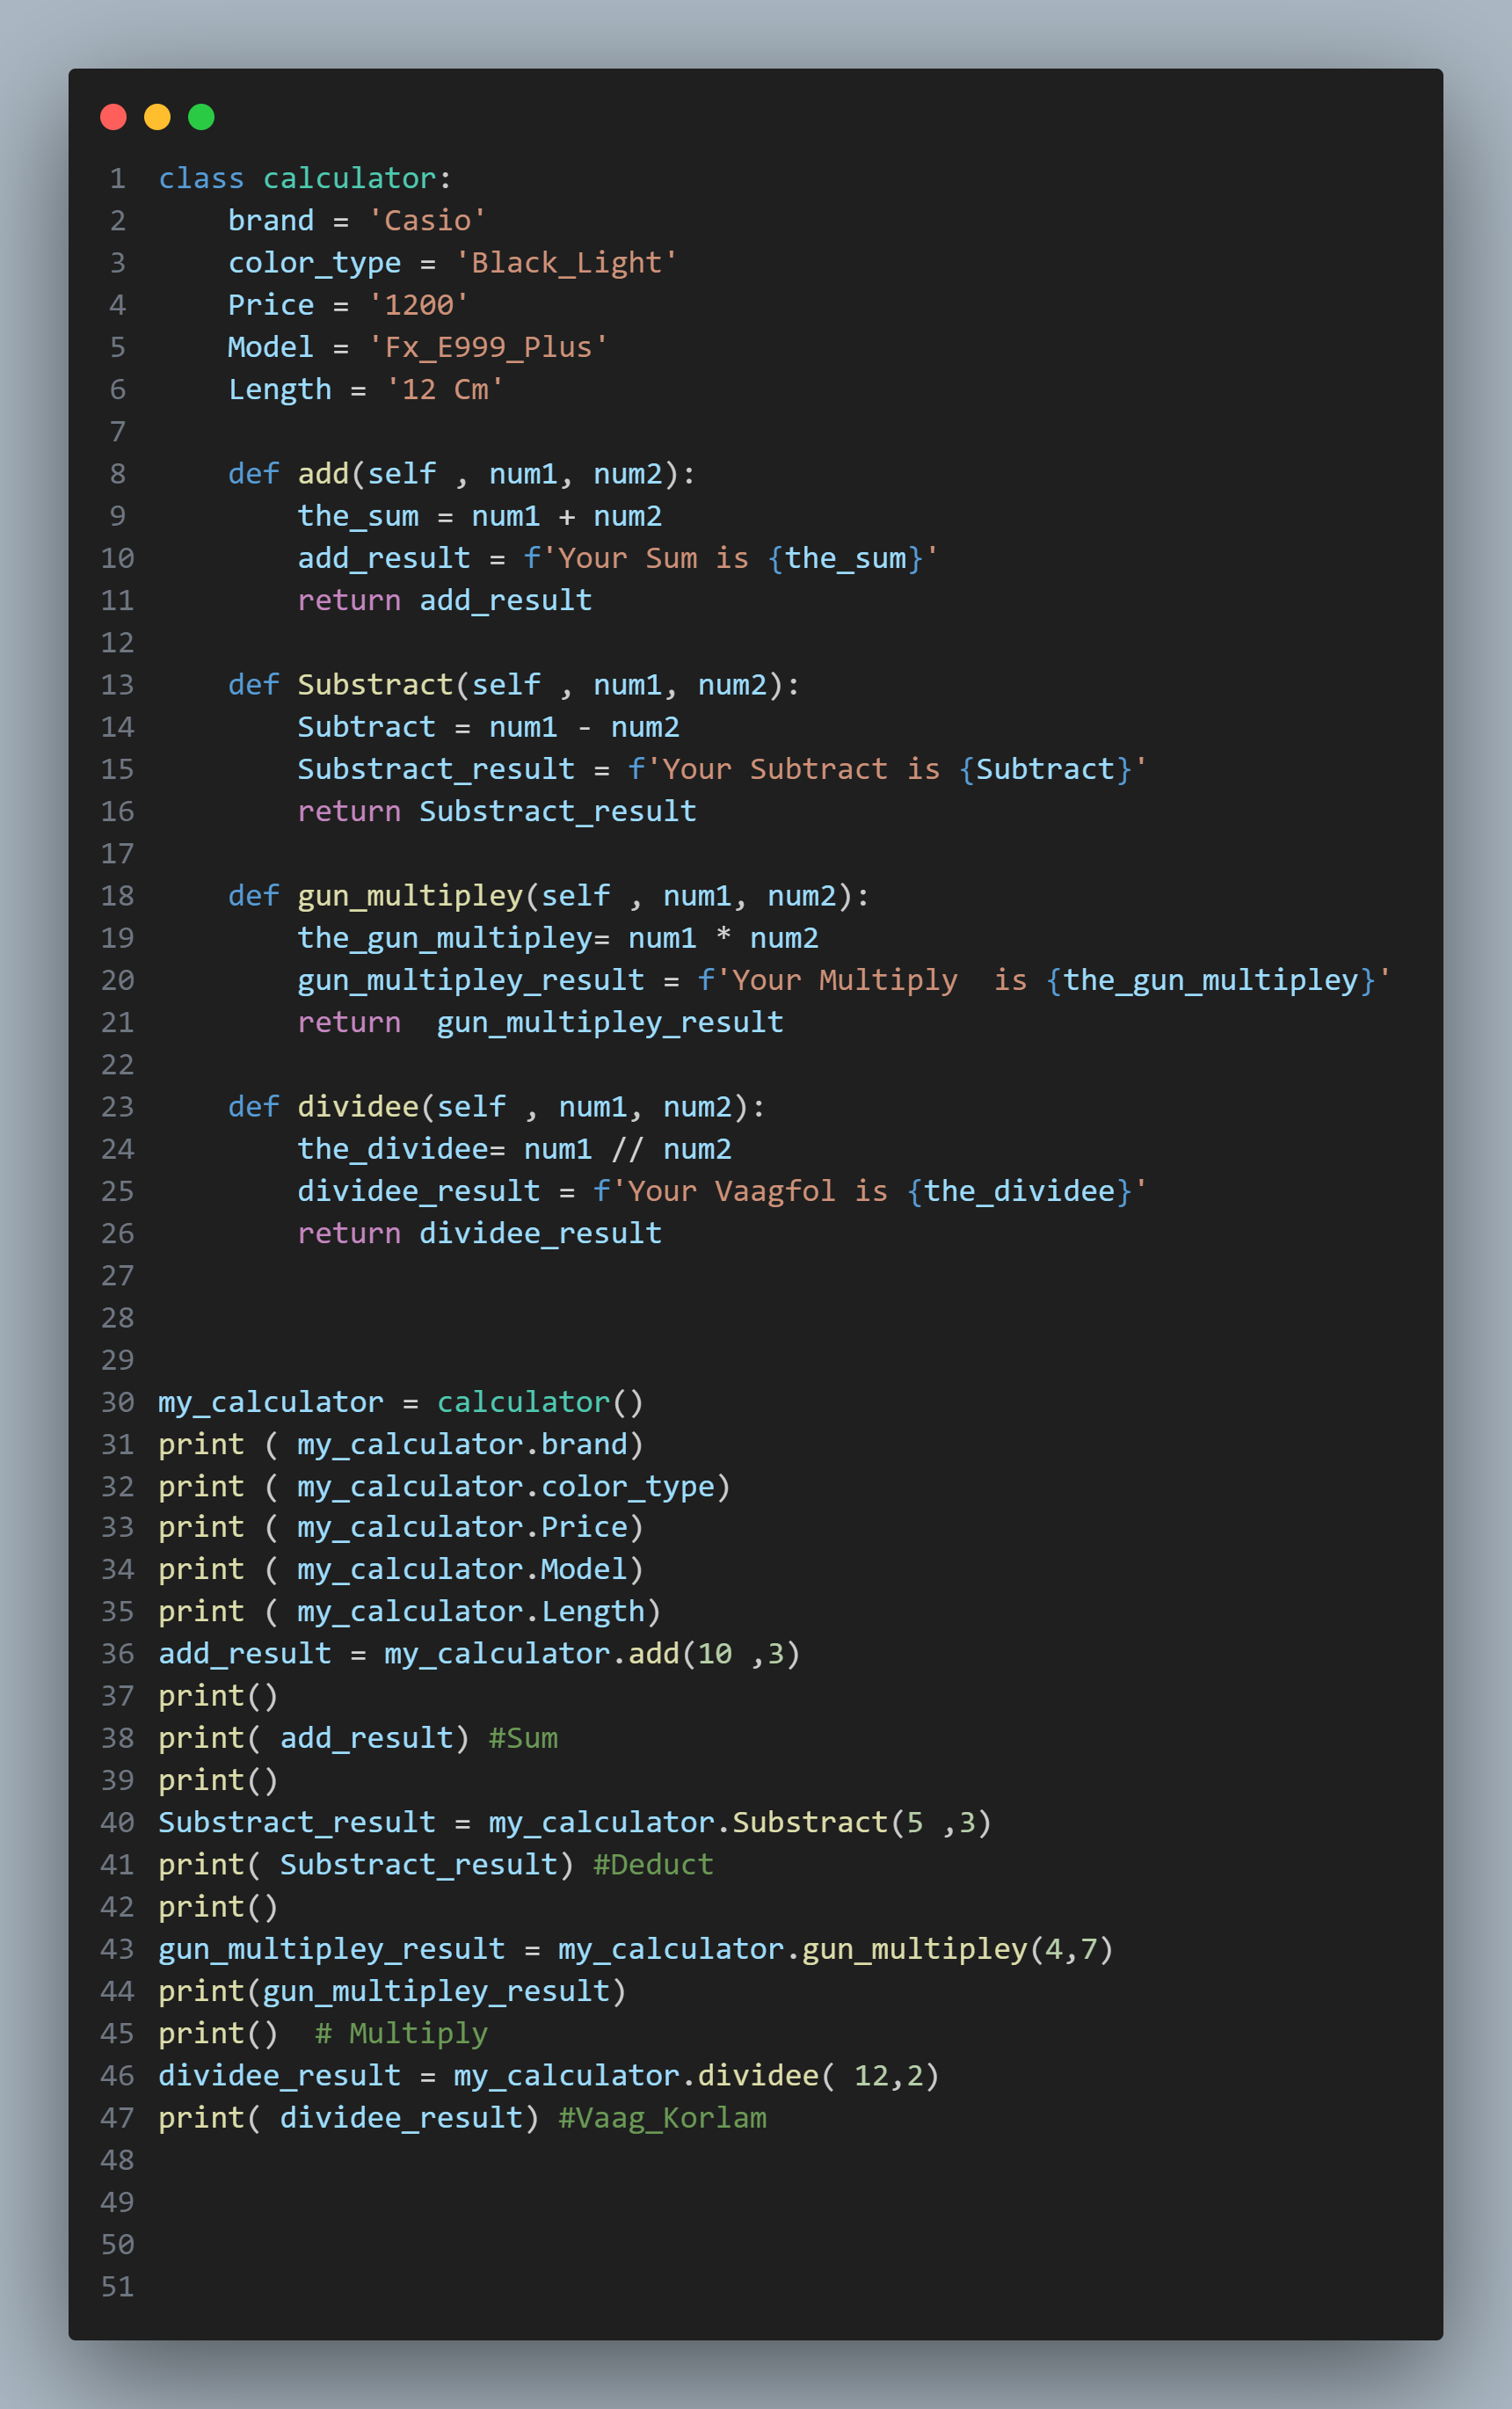 1 class calculator:
2     brand = 'Casio'
3     color_type = 'Black_Light'
4     Price = '1200'
5     Model = 'Fx_E999_Plus'
6     Length = '12 Cm'
7
8     def add(self , num1, num2):
9         the_sum = num1 + num2
10         add_result = f'Your Sum is {the_sum}'
11         return add_result
12
13     def Substract(self , num1, num2):
14         Subtract = num1 - num2
15         Substract_result = f'Your Subtract is {Subtract}'
16         return Substract_result
17
18     def gun_multipley(self , num1, num2):
19         the_gun_multipley= num1 * num2
20         gun_multipley_result = f'Your Multiply  is {the_gun_multipley}'
21         return  gun_multipley_result
22
23     def dividee(self , num1, num2):
24         the_dividee= num1 // num2
25         dividee_result = f'Your Vaagfol is {the_dividee}'
26         return dividee_result
27
28
29
30 my_calculator = calculator()
31 print ( my_calculator.brand)
32 print ( my_calculator.color_type)
33 print ( my_calculator.Price)
34 print ( my_calculator.Model)
35 print ( my_calculator.Length)
36 add_result = my_calculator.add(10 ,3)
37 print()
38 print( add_result) #Sum
39 print()
40 Substract_result = my_calculator.Substract(5 ,3)
41 print( Substract_result) #Deduct
42 print()
43 gun_multipley_result = my_calculator.gun_multipley(4,7)
44 print(gun_multipley_result)
45 print()  # Multiply
46 dividee_result = my_calculator.dividee( 12,2)
47 print( dividee_result) #Vaag_Korlam
48
49
50
51